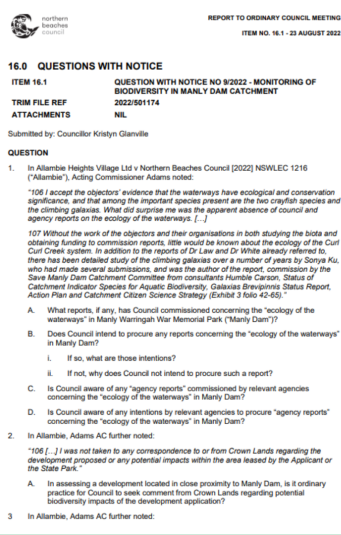 northern
beaches
council
REPORT TO ORDINARY COUNCIL MEETING
ITEM NO. 16.1 - 23 AUGUST 2022
16.0 QUESTIONS WITH NOTICE
ITEM 16.1 QUESTION WITH NOTICE NO 9/2022 - MONITORING OF
BIODIVERSITY IN MANLY DAM CATCHMENT
TRIM FILE REF 2022/501174
ATTACHMENTS NIL
Submitted by: Councillor Kristyn Glanville
QUESTION
1. In Allambie Heights Village Ltd v Northern Beaches Council [2022] NSWLEC 1216
("Allambie"), Acting Commissioner Adams noted:
"106 I accept the objectors' evidence that the waterways have ecological and conservation
significance, and that among the important species present are the two crayfish species and
the climbing galaxias. What did surprise me was the apparent absence of council and
agency reports on the ecology of the waterways. [...]
107 Without the work of the objectors and their organisations in both studying the biota and
obtaining funding to commission reports, little would be known about the ecology of the Curl
Curl Creek system. In addition to the reports of Dr Law and Dr White already referred to,
there has been detailed study of the climbing galaxias over a number of years by Sonya Ku,
who had made several submissions, and was the author of the report, commission by the
Save Manly Dam Catchment Committee from consultants Humble Carson, Status of
Catchment Indicator Species for Aquatic Biodiversity, Galaxias Brevipinnis Status Report,
Action Plan and Catchment Citizen Science Strategy (Exhibit 3 folio 42-65)."
A. What reports, if any, has Council commissioned concerning the "ecology of the
waterways" in Manly Warringah War Memorial Park ("Manly Dam")?
B. Does Council intend to procure any reports concerning the "ecology of the waterways"
in Manly Dam?
i. If so, what are those intentions?
ii. If not, why does Council not intend to procure such a report?
C. Is Council aware of any "agency reports" commissioned by relevant agencies
concerning the "ecology of the waterways" in Manly Dam?
D. Is Council aware of any intentions by relevant agencies to procure "agency reports"
concerning the "ecology of the waterways" in Manly Dam?
2. In Allambie, Adams AC further noted:
"106 [...] I was not taken to any correspondence to or from Crown Lands regarding the
development proposed or any potential impacts within the area leased by the Applicant or
the State Park."
A. In assessing a development located in close proximity to Manly Dam, is it ordinary
practice for Council to seek comment from Crown Lands regarding potential
biodiversity impacts of the development application?
3 In Allambie, Adams AC further noted: